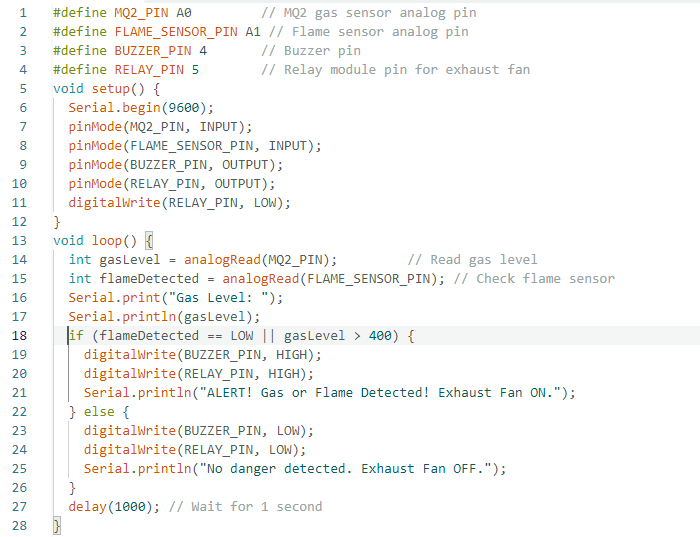 1 #define MQ2_PIN A0 // MQ2 gas sensor analog pin
2 #define FLAME_SENSOR_PIN A1 // Flame sensor analog pin
3 #define BUZZER_PIN 4 // Buzzer pin
4 #define RELAY_PIN 5 // Relay module pin for exhaust fan
5 void setup() {
6 Serial.begin(9600);
7 pinMode(MQ2_PIN, INPUT);
8 pinMode(FLAME_SENSOR_PIN, INPUT);
9 pinMode(BUZZER_PIN, OUTPUT);
10 pinMode(RELAY_PIN, OUTPUT);
11 digitalWrite(RELAY_PIN, LOW);
12 }
13 void loop() {
14 int gasLevel = analogRead(MQ2_PIN); // Read gas level
15 int flameDetected = analogRead(FLAME_SENSOR_PIN); // Check flame sensor
16 Serial.print("Gas Level: ");
17 Serial.println(gasLevel);
18 if (flameDetected == LOW || gasLevel > 400) {
19 digitalWrite(BUZZER_PIN, HIGH);
20 digitalWrite(RELAY_PIN, HIGH);
21 Serial.println("ALERT! Gas or Flame Detected! Exhaust Fan ON.");
22 } else {
23 digitalWrite(BUZZER_PIN, LOW);
24 digitalWrite(RELAY_PIN, LOW);
25 Serial.println("No danger detected. Exhaust Fan OFF.");
26 }
27 delay(1000); // Wait for 1 second
28 }